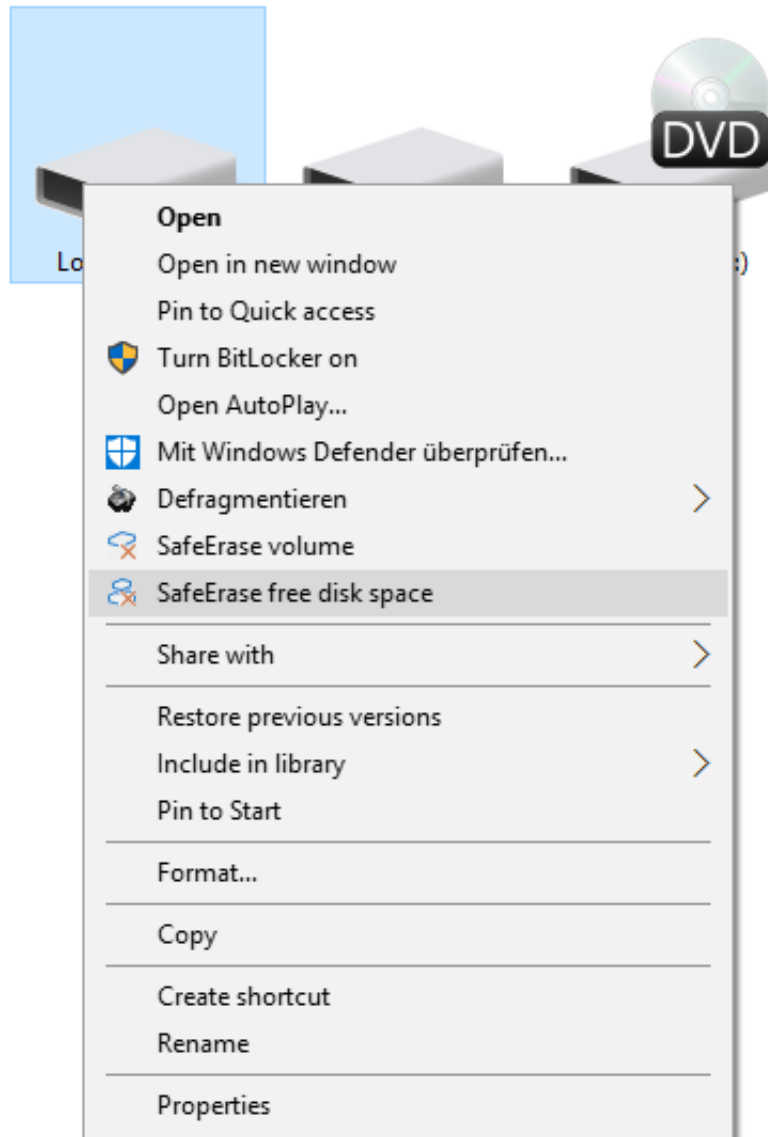 DVD
Lo
:)
Open
Open in new window
Pin to Quick access
Turn BitLocker on
Open AutoPlay...
Mit Windows Defender überprüfen...
Defragmentieren
SafeErase volume
SafeErase free disk space
Share with
Restore previous versions
Include in library
Pin to Start
Format...
Copy
Create shortcut
Rename
Properties